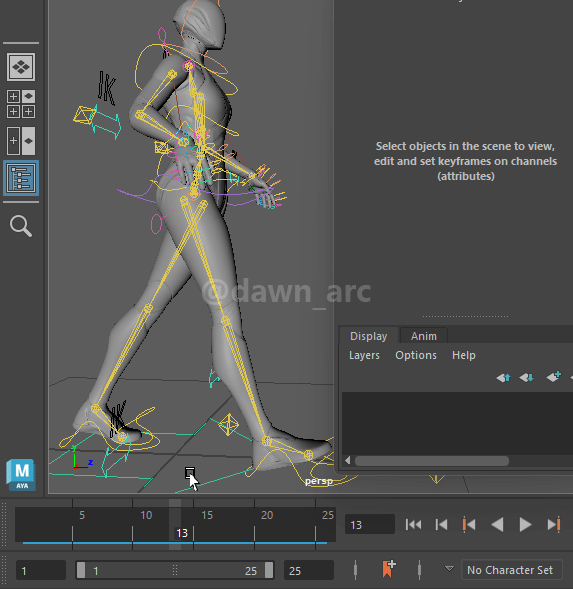 IK
Select objects in the scene to view,
edit and set keyframes on channels
(attributes)
@dawn_arc
Display Anim
Layers Options Help
IK
M
AYA
z
persp
5 10 15 20 25
13
13
1 1 25 25
No Character Set